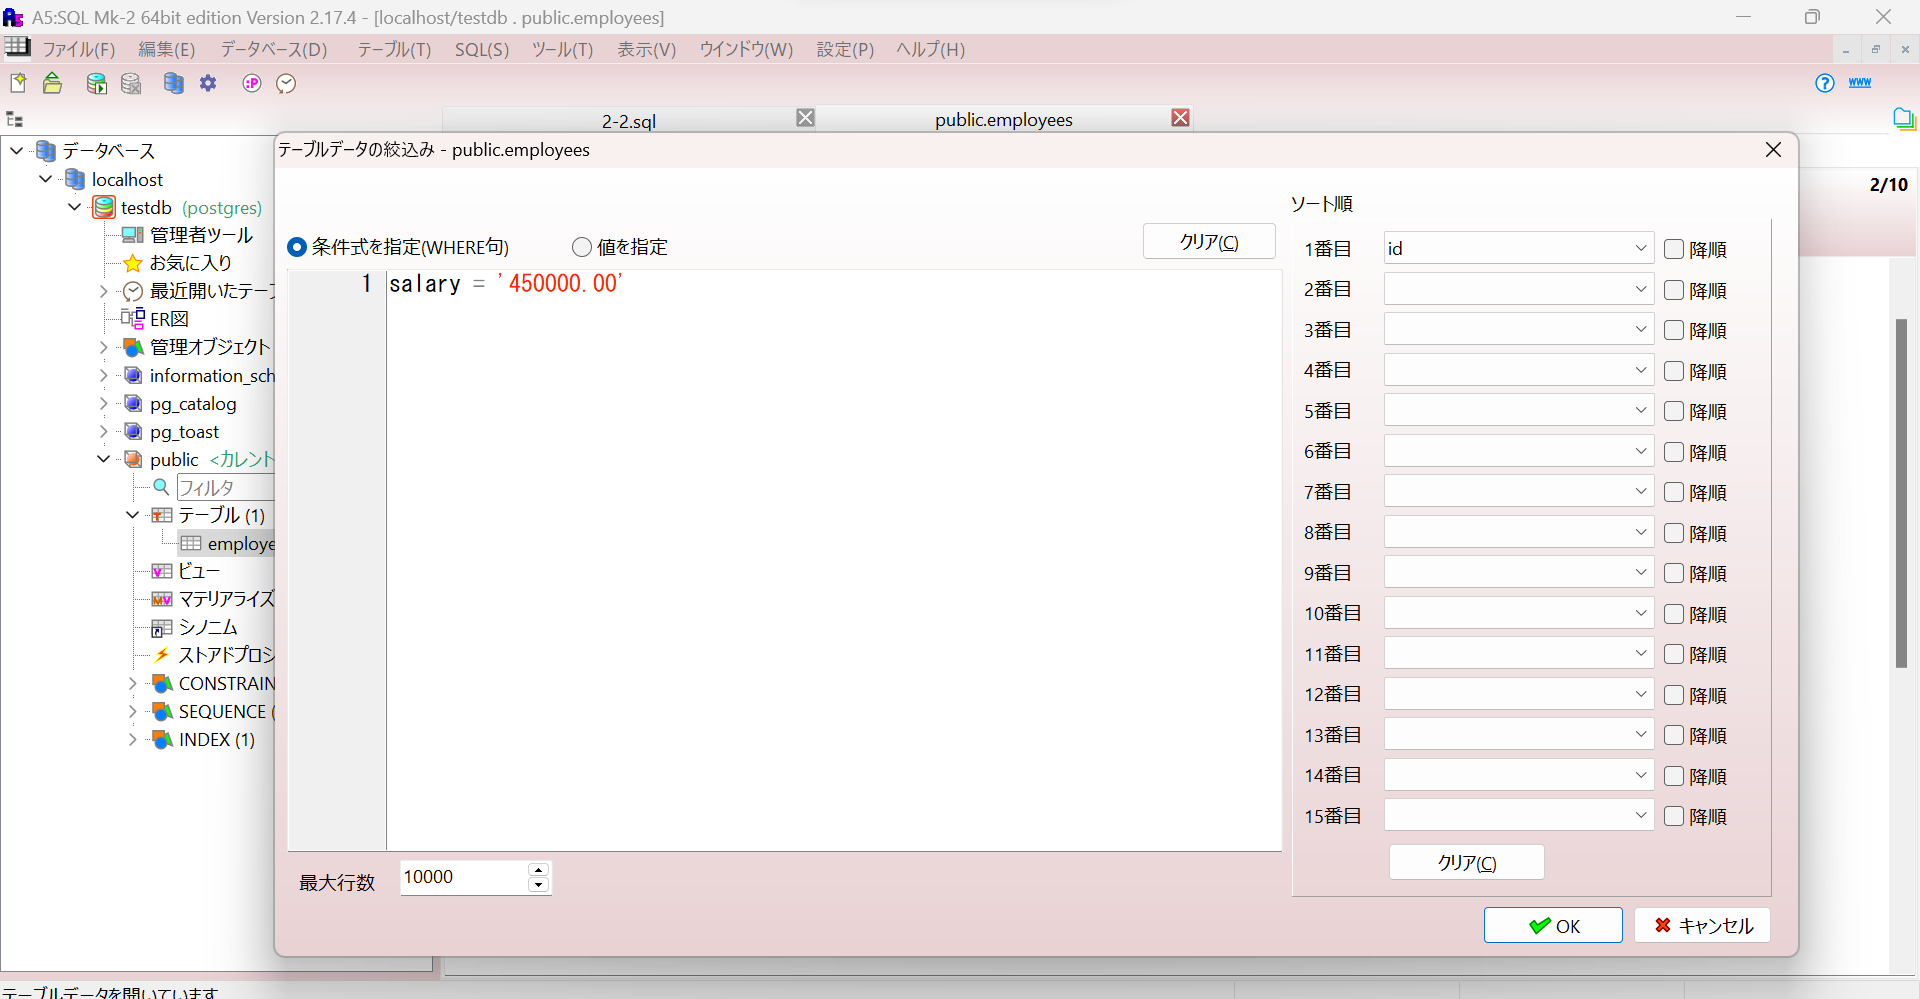 A5:SQL Mk-2 64bit edition Version 2.17.4 - [localhost/testdb . public.employees]
ファイル(F) 編集(E) データベース(D) テーブル(T) SQL(S) ツール(T) 表示(V) ウインドウ(W) 設定(P) ヘルプ(H)
:P ? www
2-2.sql public.employees
データベース
localhost
testdb (postgres)
管理者ツール
お気に入り
最近開いたテーブ
ER図
管理オブジェクト
information_sch
pg_catalog
pg_toast
public <カレント
フィルタ
テーブル (1)
employe
ビュー
マテリアライズ
シノニム
ストアドプロシ
CONSTRAIN
SEQUENCE (
INDEX (1)
2/10
テーブルデータの絞込み - public.employees
条件式を指定(WHERE句) 値を指定 クリア(C)
1 salary = '450000.00'
最大行数 10000
ソート順
1番目 id 降順
2番目 降順
3番目 降順
4番目 降順
5番目 降順
6番目 降順
7番目 降順
8番目 降順
9番目 降順
10番目 降順
11番目 降順
12番目 降順
13番目 降順
14番目 降順
15番目 降順
クリア(C)
OK キャンセル
テーブルデータを開いています